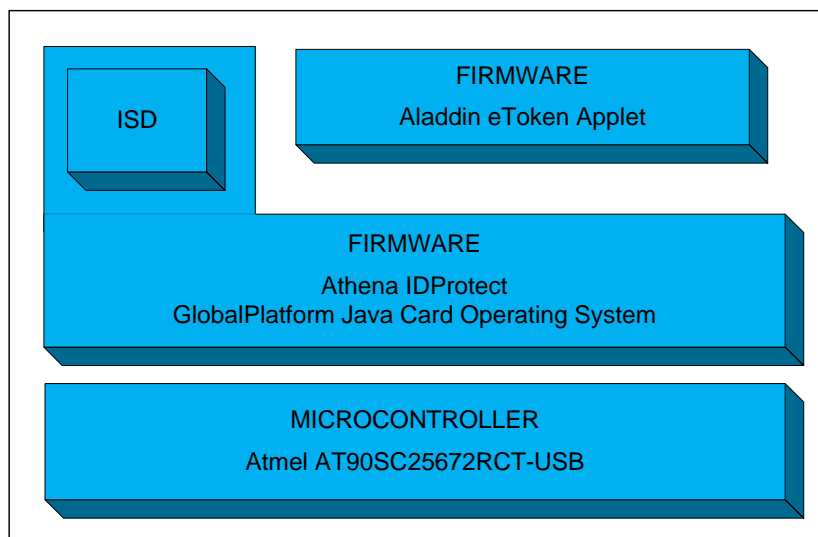 ISD
FIRMWARE
Aladdin eToken Applet
FIRMWARE
Athena IDProtect
GlobalPlatform Java Card Operating System
MICROCONTROLLER
Atmel AT90SC25672RCT-USB